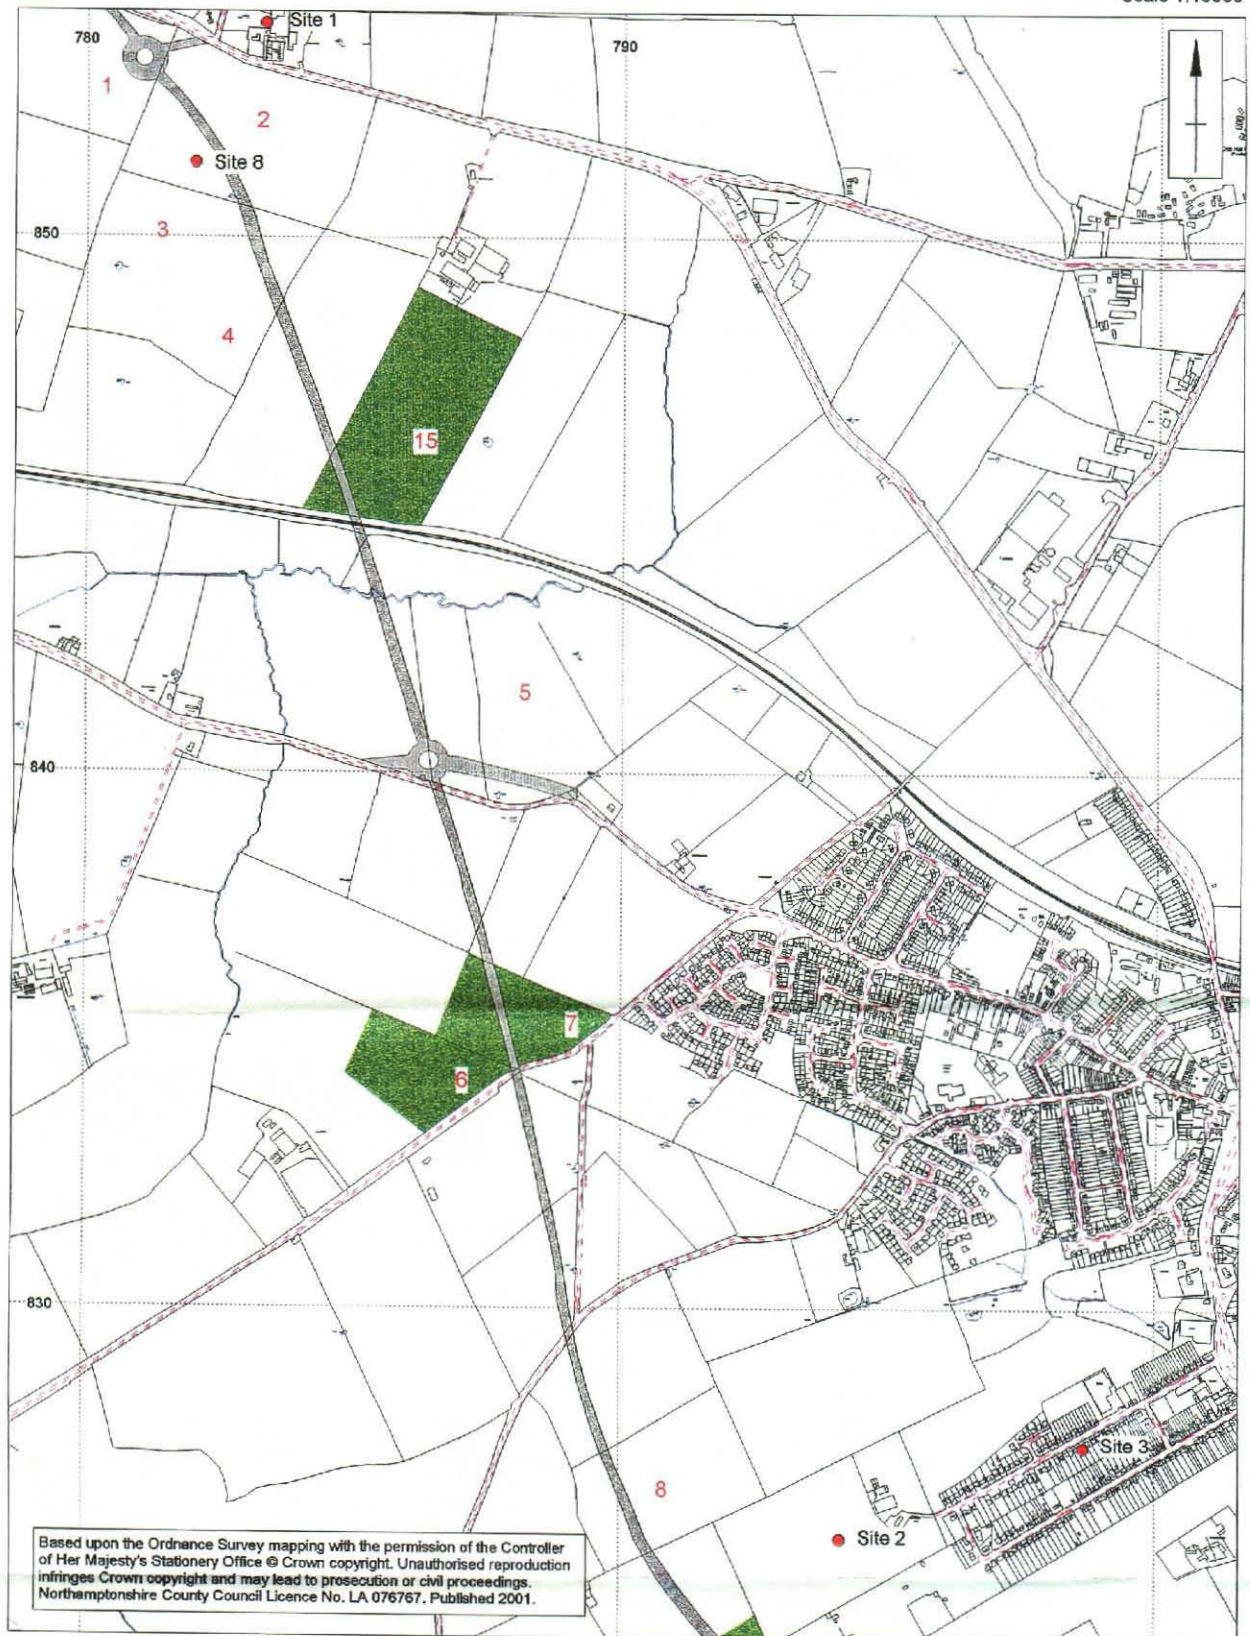 Site 1
780
790
1
2
Site 8
850
3
4
15
5
840
7
6
830
8
Site 3
Site 2
Based upon the Ordnance Survey mapping with the permission of the Controller
of Her Majesty's Stationery Office © Crown copyright. Unauthorised reproduction
infringes Crown copyright and may lead to prosecution or civil proceedings.
Northamptonshire County Council Licence No. LA 076767. Published 2001.